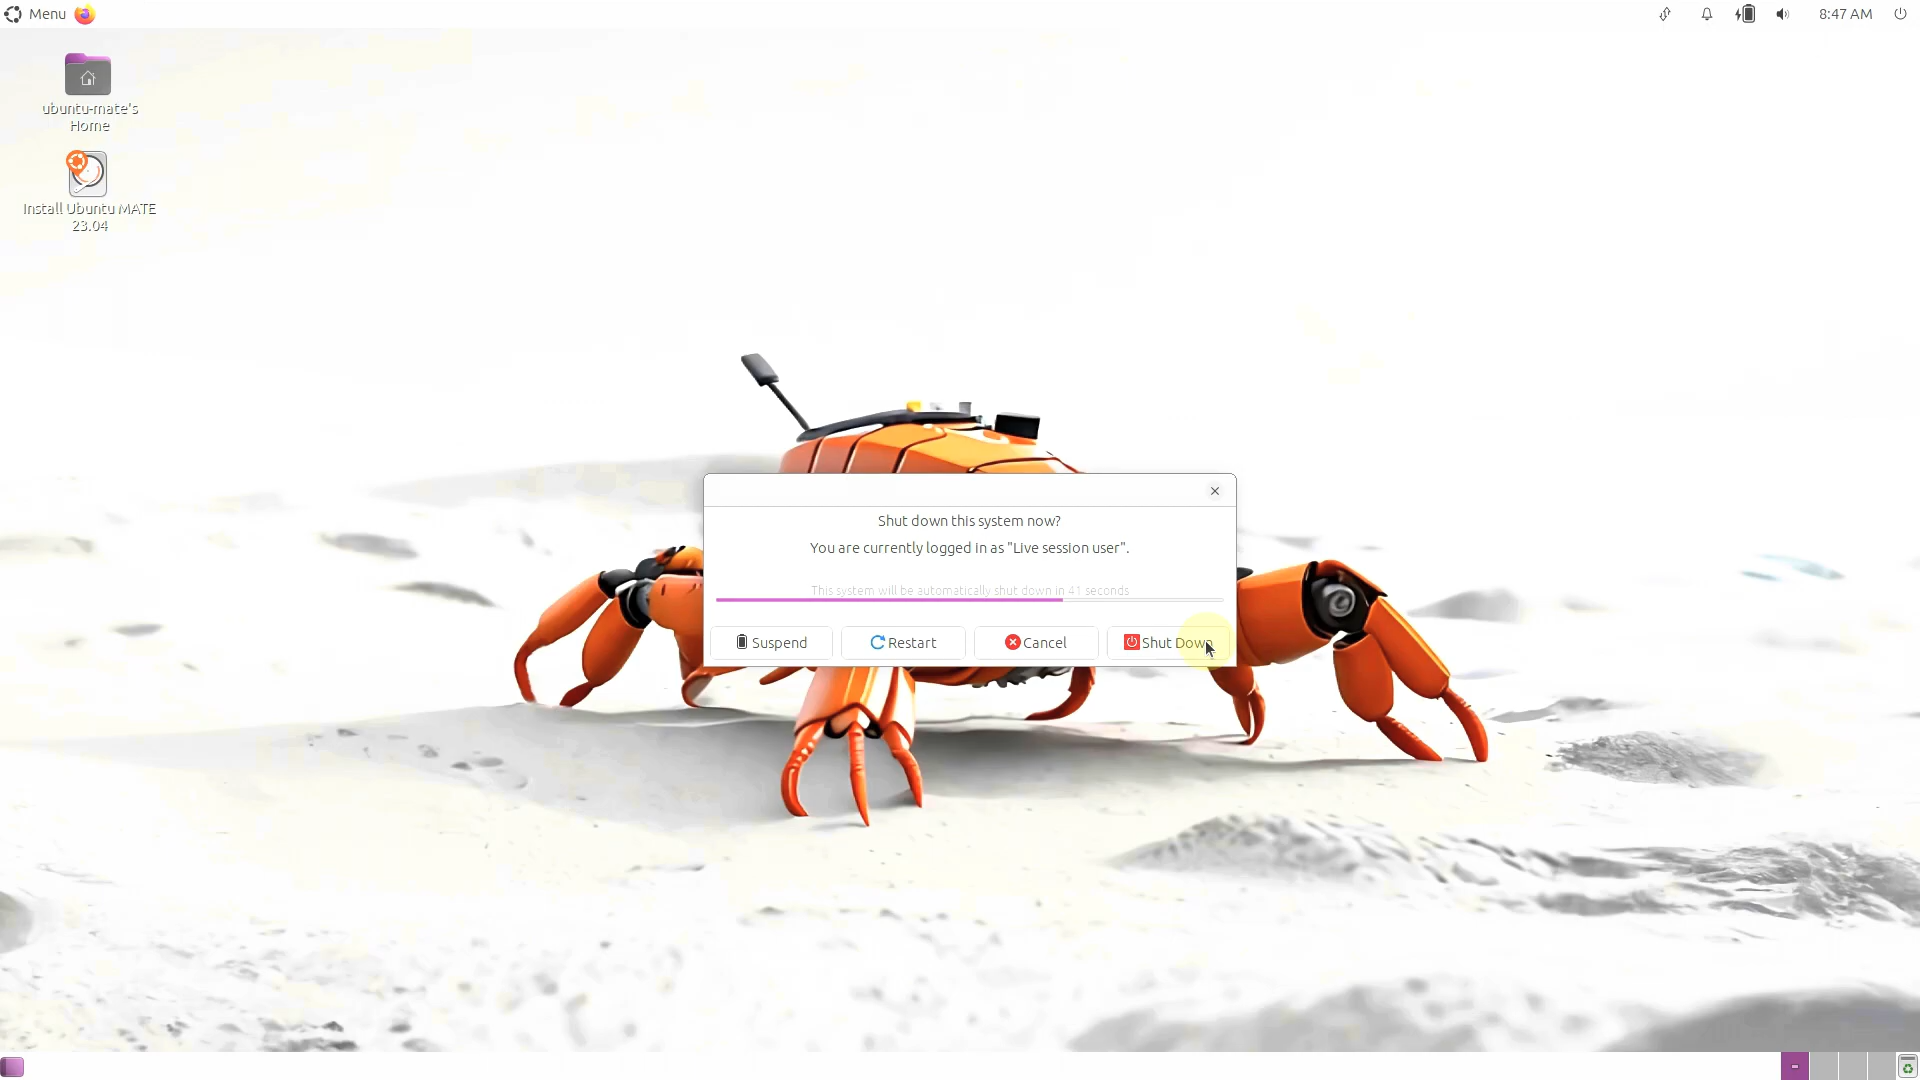 Menu
8:47 AM
ubuntu-mate's
Home
Install Ubuntu MATE
23.04
Shut down this system now?
You are currently logged in as "Live session user".
This system will be automatically shut down in 41 seconds
Suspend
Restart
Cancel
Shut Down